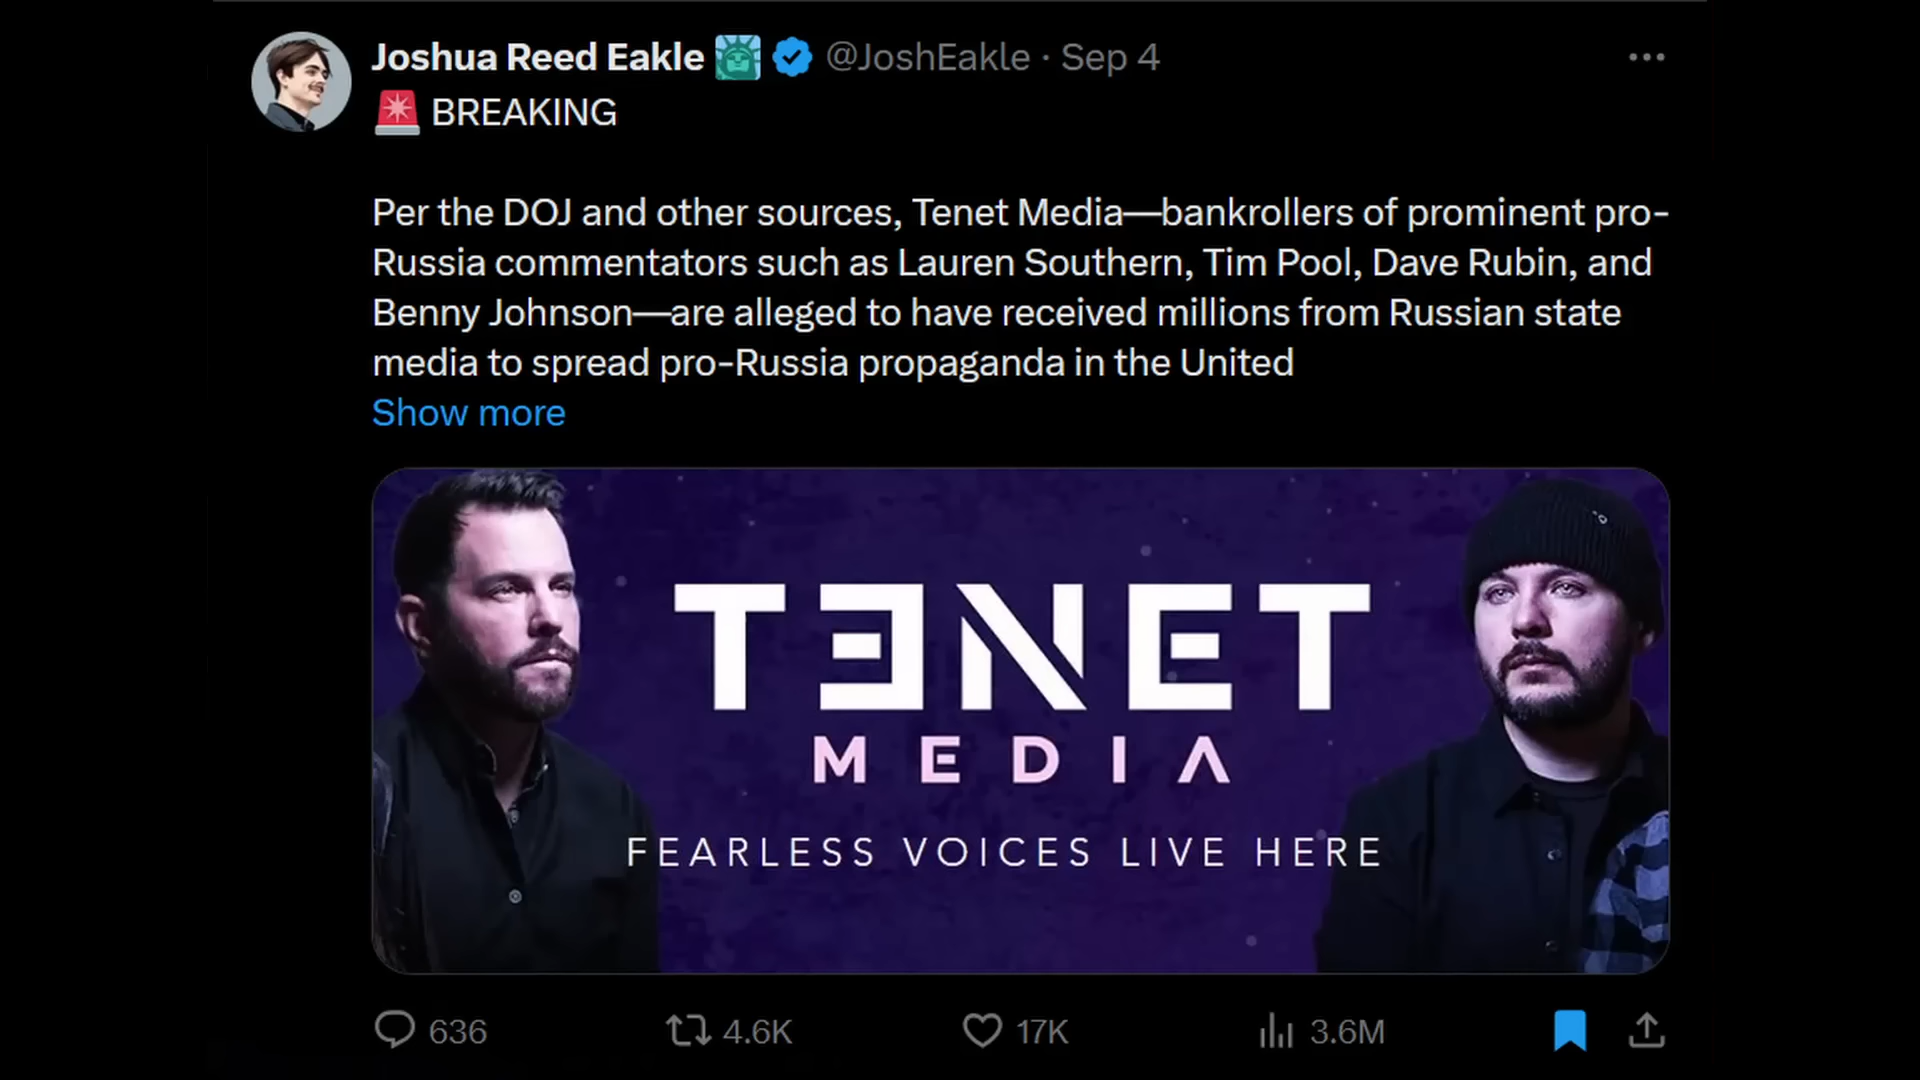 Joshua Reed Eakle 🗽 @JoshEakle · Sep 4
🚨 BREAKING
Per the DOJ and other sources, Tenet Media—bankrollers of prominent pro-
Russia commentators such as Lauren Southern, Tim Pool, Dave Rubin, and
Benny Johnson—are alleged to have received millions from Russian state
media to spread pro-Russia propaganda in the United
Show more
TENET
MEDIA
FEARLESS VOICES LIVE HERE
636 4.6K 17K 3.6M